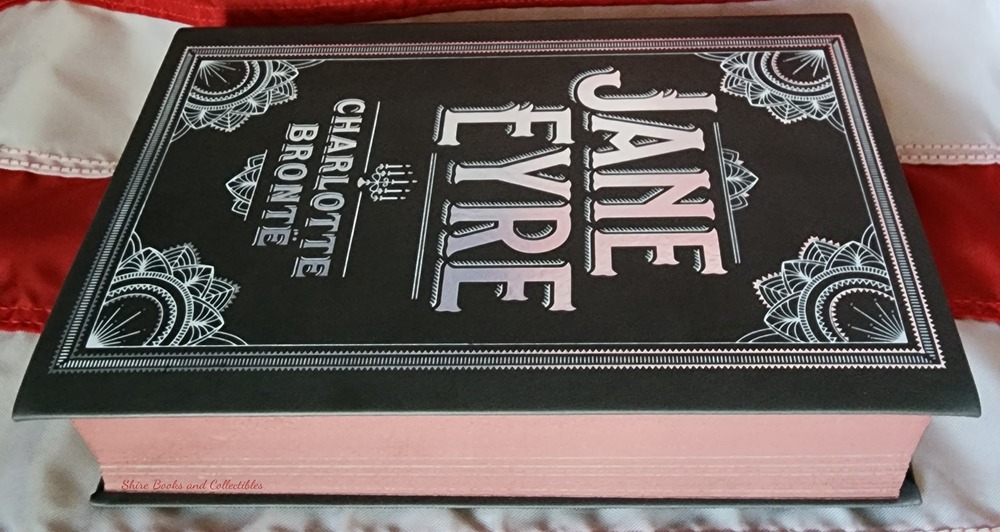 JANE
EYRE
CHARLOTTE
BRONTË
Shire Books and Collectibles